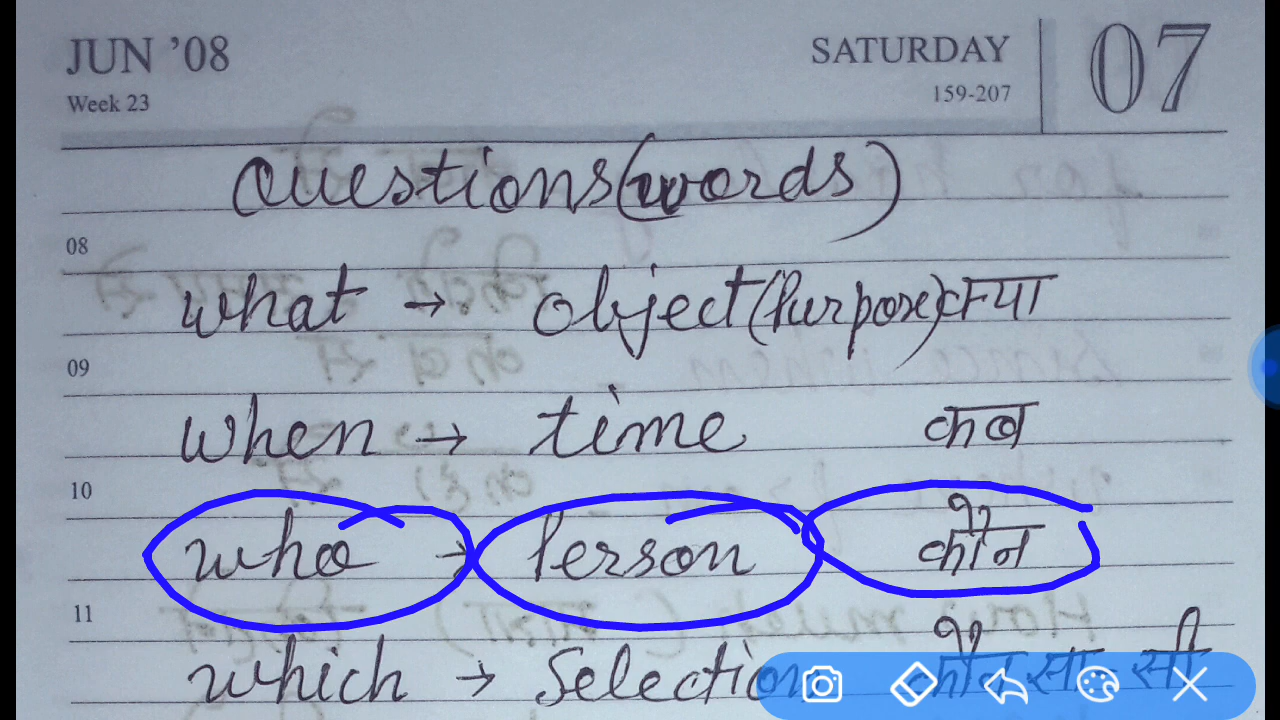 JUN '08 SATURDAY 07
Week 23 159-207
Questions(words)
08
what → object(Purpose)क्या
09
when → time कब
10
who → Person कौन
11
which → Selection कौन सा-सी